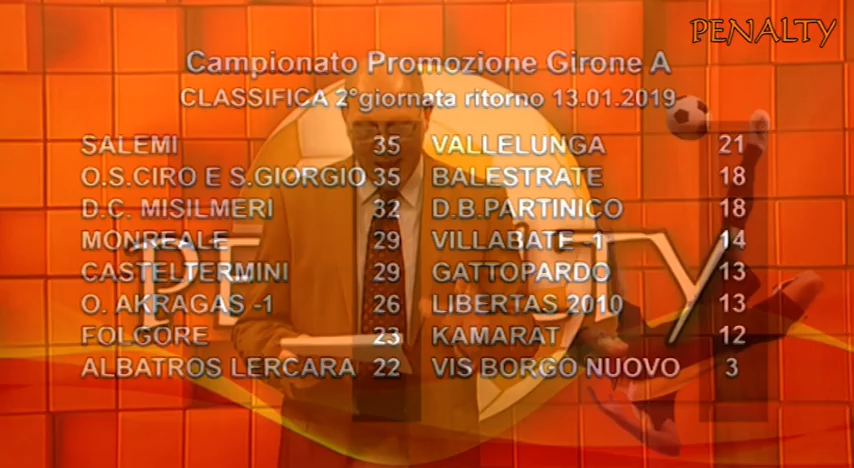 PENALTY
Campionato Promozione Girone A
CLASSIFICA 2°giornata ritorno 13.01.2019
SALEMI 35 VALLELUNGA 21
O.S.CIRO E S.GIORGIO 35 BALESTRATE 18
D.C. MISILMERI 32 D.B.PARTINICO 18
MONREALE 29 VILLABATE -1 14
CASTELTERMINI 29 GATTOPARDO 13
O. AKRAGAS -1 26 LIBERTAS 2010 13
FOLGORE 23 KAMARAT 12
ALBATROS LERCARA 22 VIS BORGO NUOVO 3
PENALTY